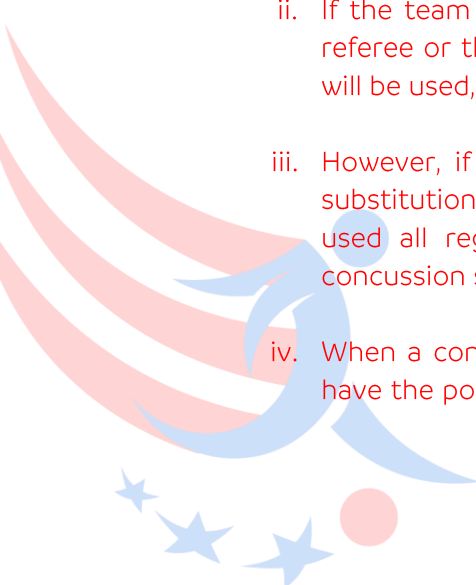 ii. If the team
referee or t
will be used,
iii. However, if
substitution
used all reg
concussion
iv. When a con
have the po